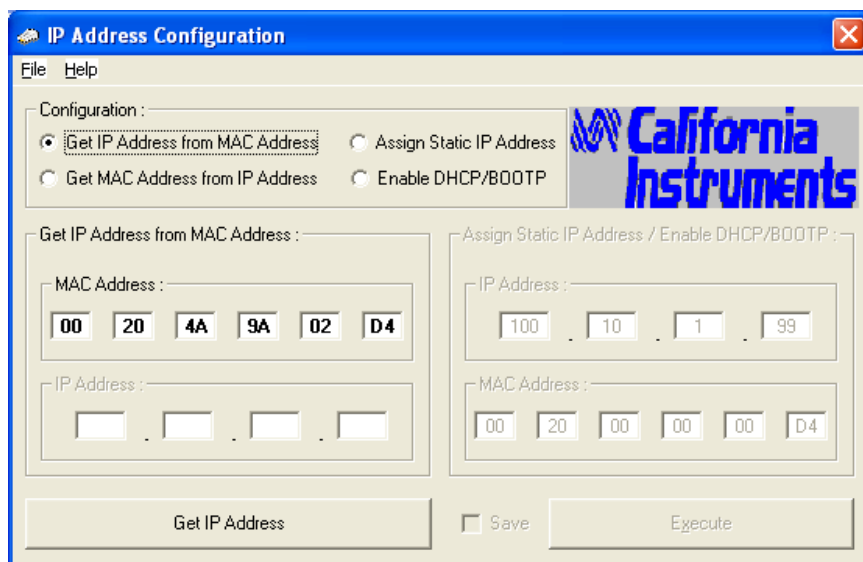 IP Address Configuration
File Help
Configuration :
Get IP Address from MAC Address
Assign Static IP Address
Get MAC Address from IP Address
Enable DHCP/BOOTP
California
Instruments
Get IP Address from MAC Address :
MAC Address :
00 20 4A 9A 02 D4
IP Address :
. . .
Get IP Address
Assign Static IP Address / Enable DHCP/BOOTP :
IP Address :
100 . 10 . 1 . 99
MAC Address :
00 20 00 00 00 D4
Save
Execute